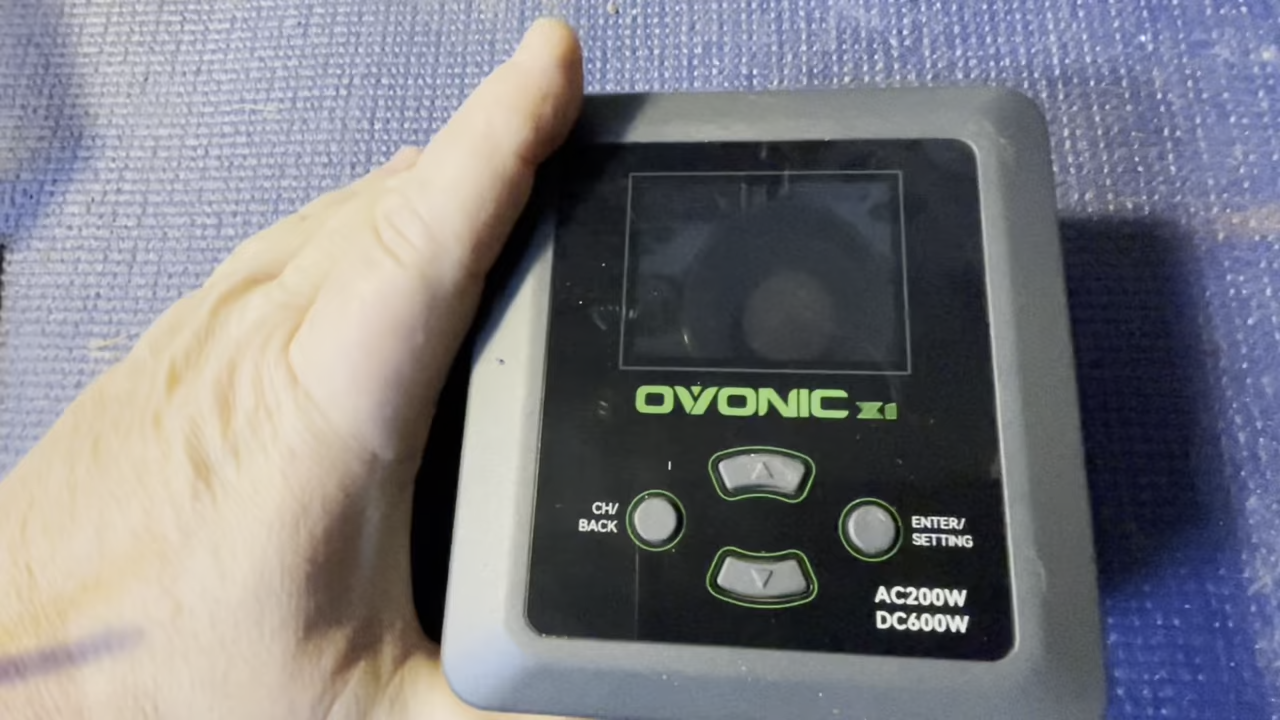 OVONIC X1
CH/
BACK
ENTER/
SETTING
AC200W
DC600W